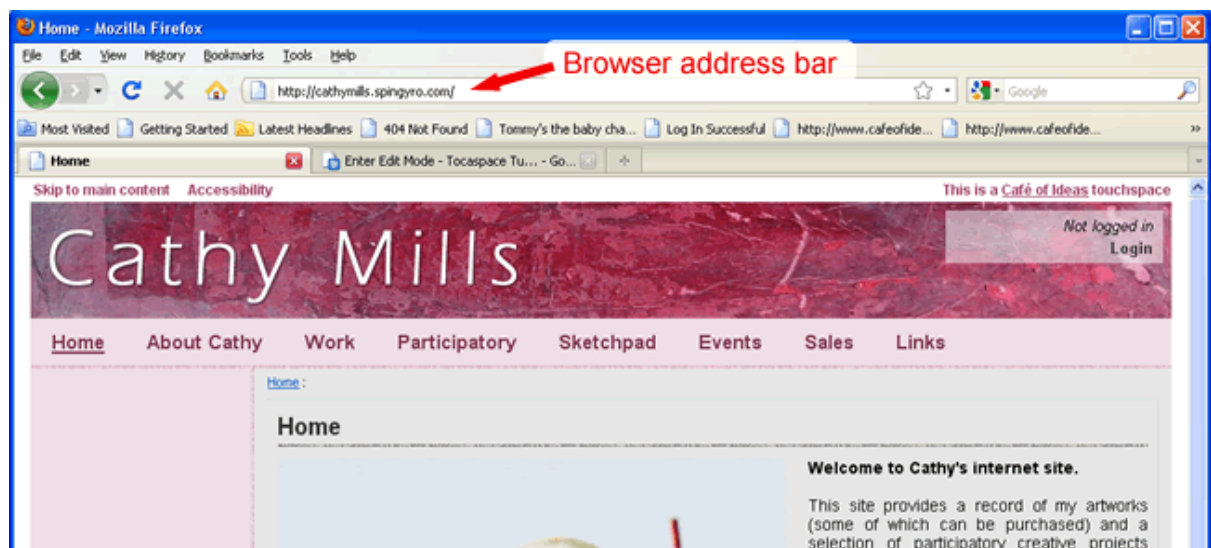 Home - Mozilla Firefox
File Edit View History Bookmarks Tools Help
Browser address bar
http://cathymills.spingyro.com/
Google
Most Visited Getting Started Latest Headlines 404 Not Found Tommy's the baby cha... Log In Successful http://www.cafeofide... http://www.cafeofide... »
Home Enter Edit Mode - Tocaspace Tu... - Go...
Skip to main content Accessibility This is a Café of Ideas touchspace
Not logged in
Login
Cathy Mills
Home About Cathy Work Participatory Sketchpad Events Sales Links
Home :
Home
Welcome to Cathy's internet site.
This site provides a record of my artworks
(some of which can be purchased) and a
selection of participatory creative projects